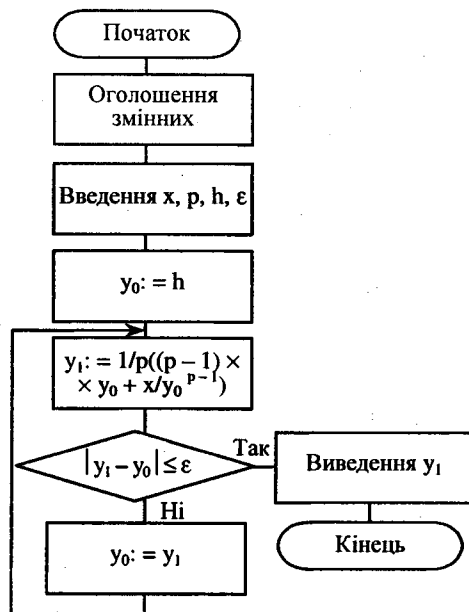 Початок
Оголошення
змінних
Введення x, p, h, ε
y₀: = h
y₁: = 1/p((p – 1) ×
× y₀ + x/y₀ ᵖ⁻¹)
|y₁ – y₀| ≤ ε
Так
Виведення y₁
Ні
Кінець
y₀: = y₁